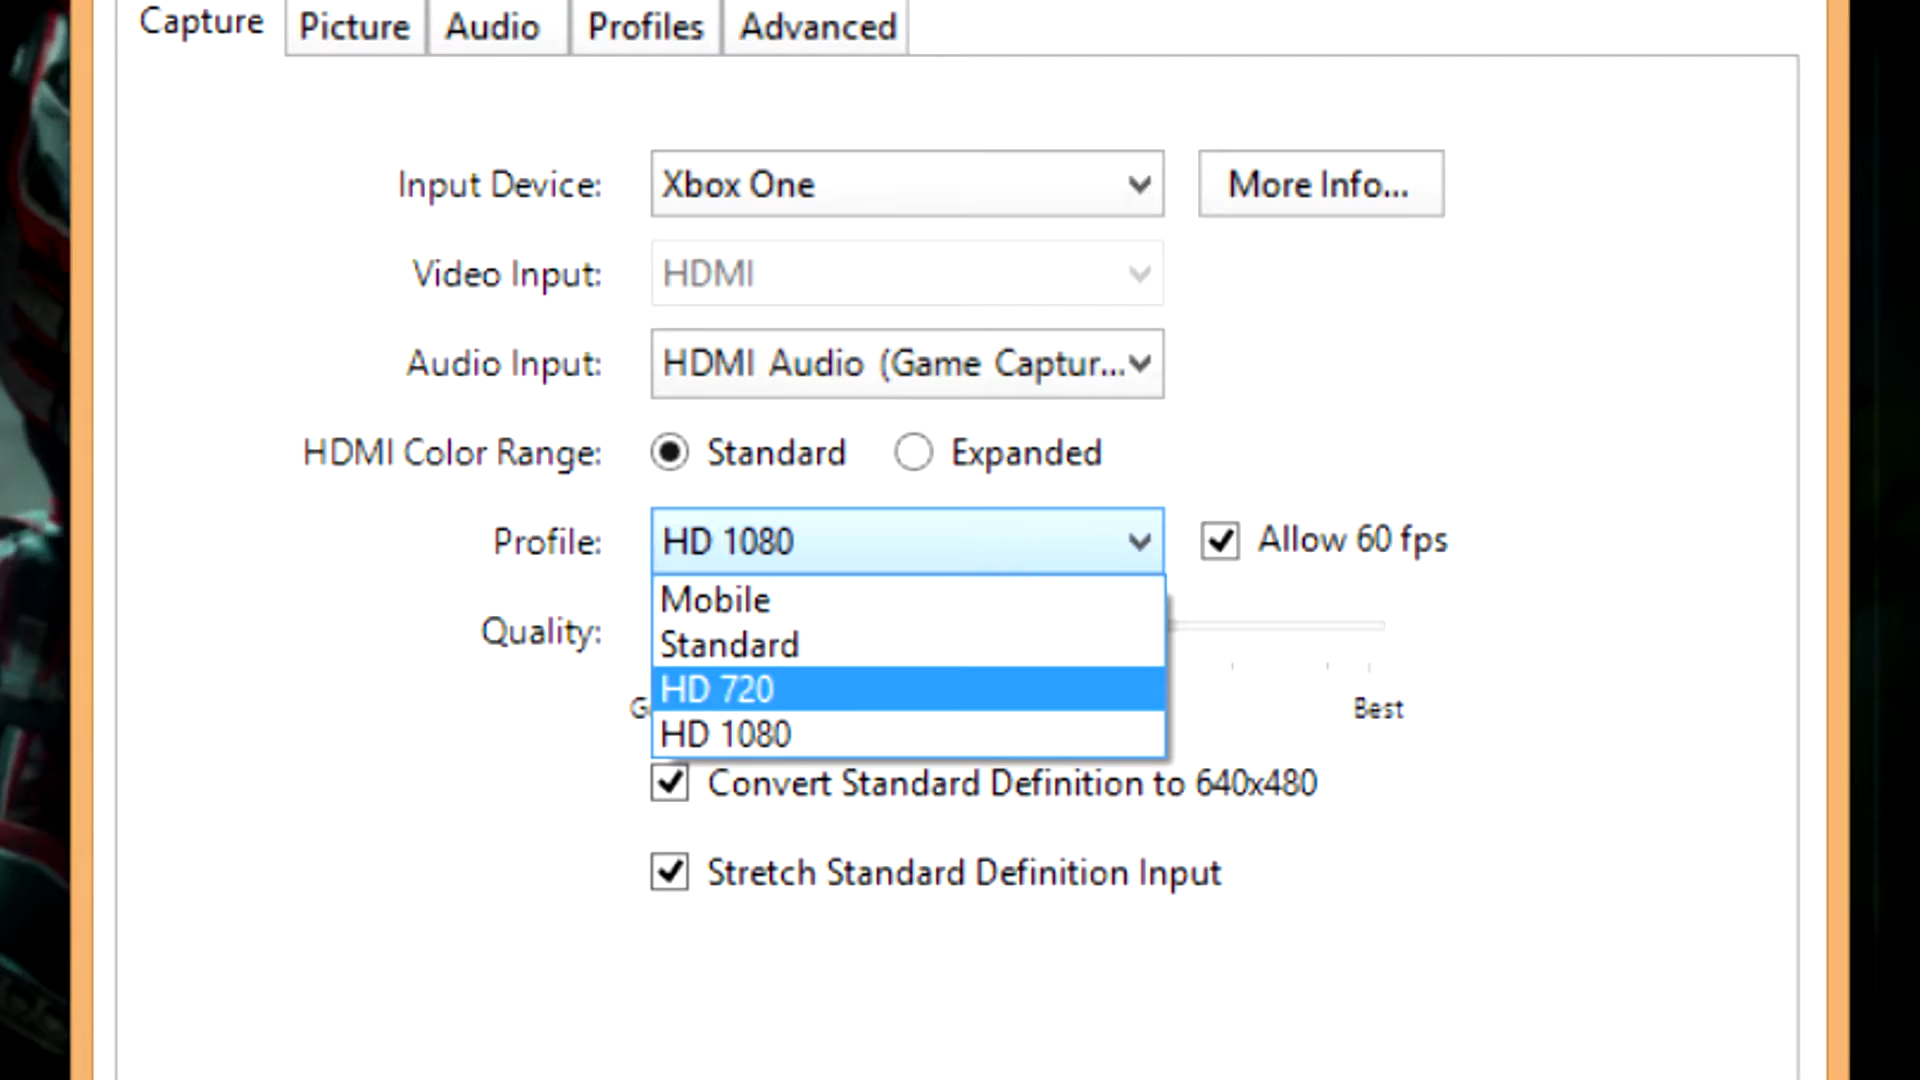 Capture Picture Audio Profiles Advanced
Input Device: Xbox One More Info...
Video Input: HDMI
Audio Input: HDMI Audio (Game Captur...
HDMI Color Range: Standard Expanded
Profile: HD 1080 Allow 60 fps
Mobile
Quality:
Standard
HD 720
Best
HD 1080
Convert Standard Definition to 640x480
Stretch Standard Definition Input